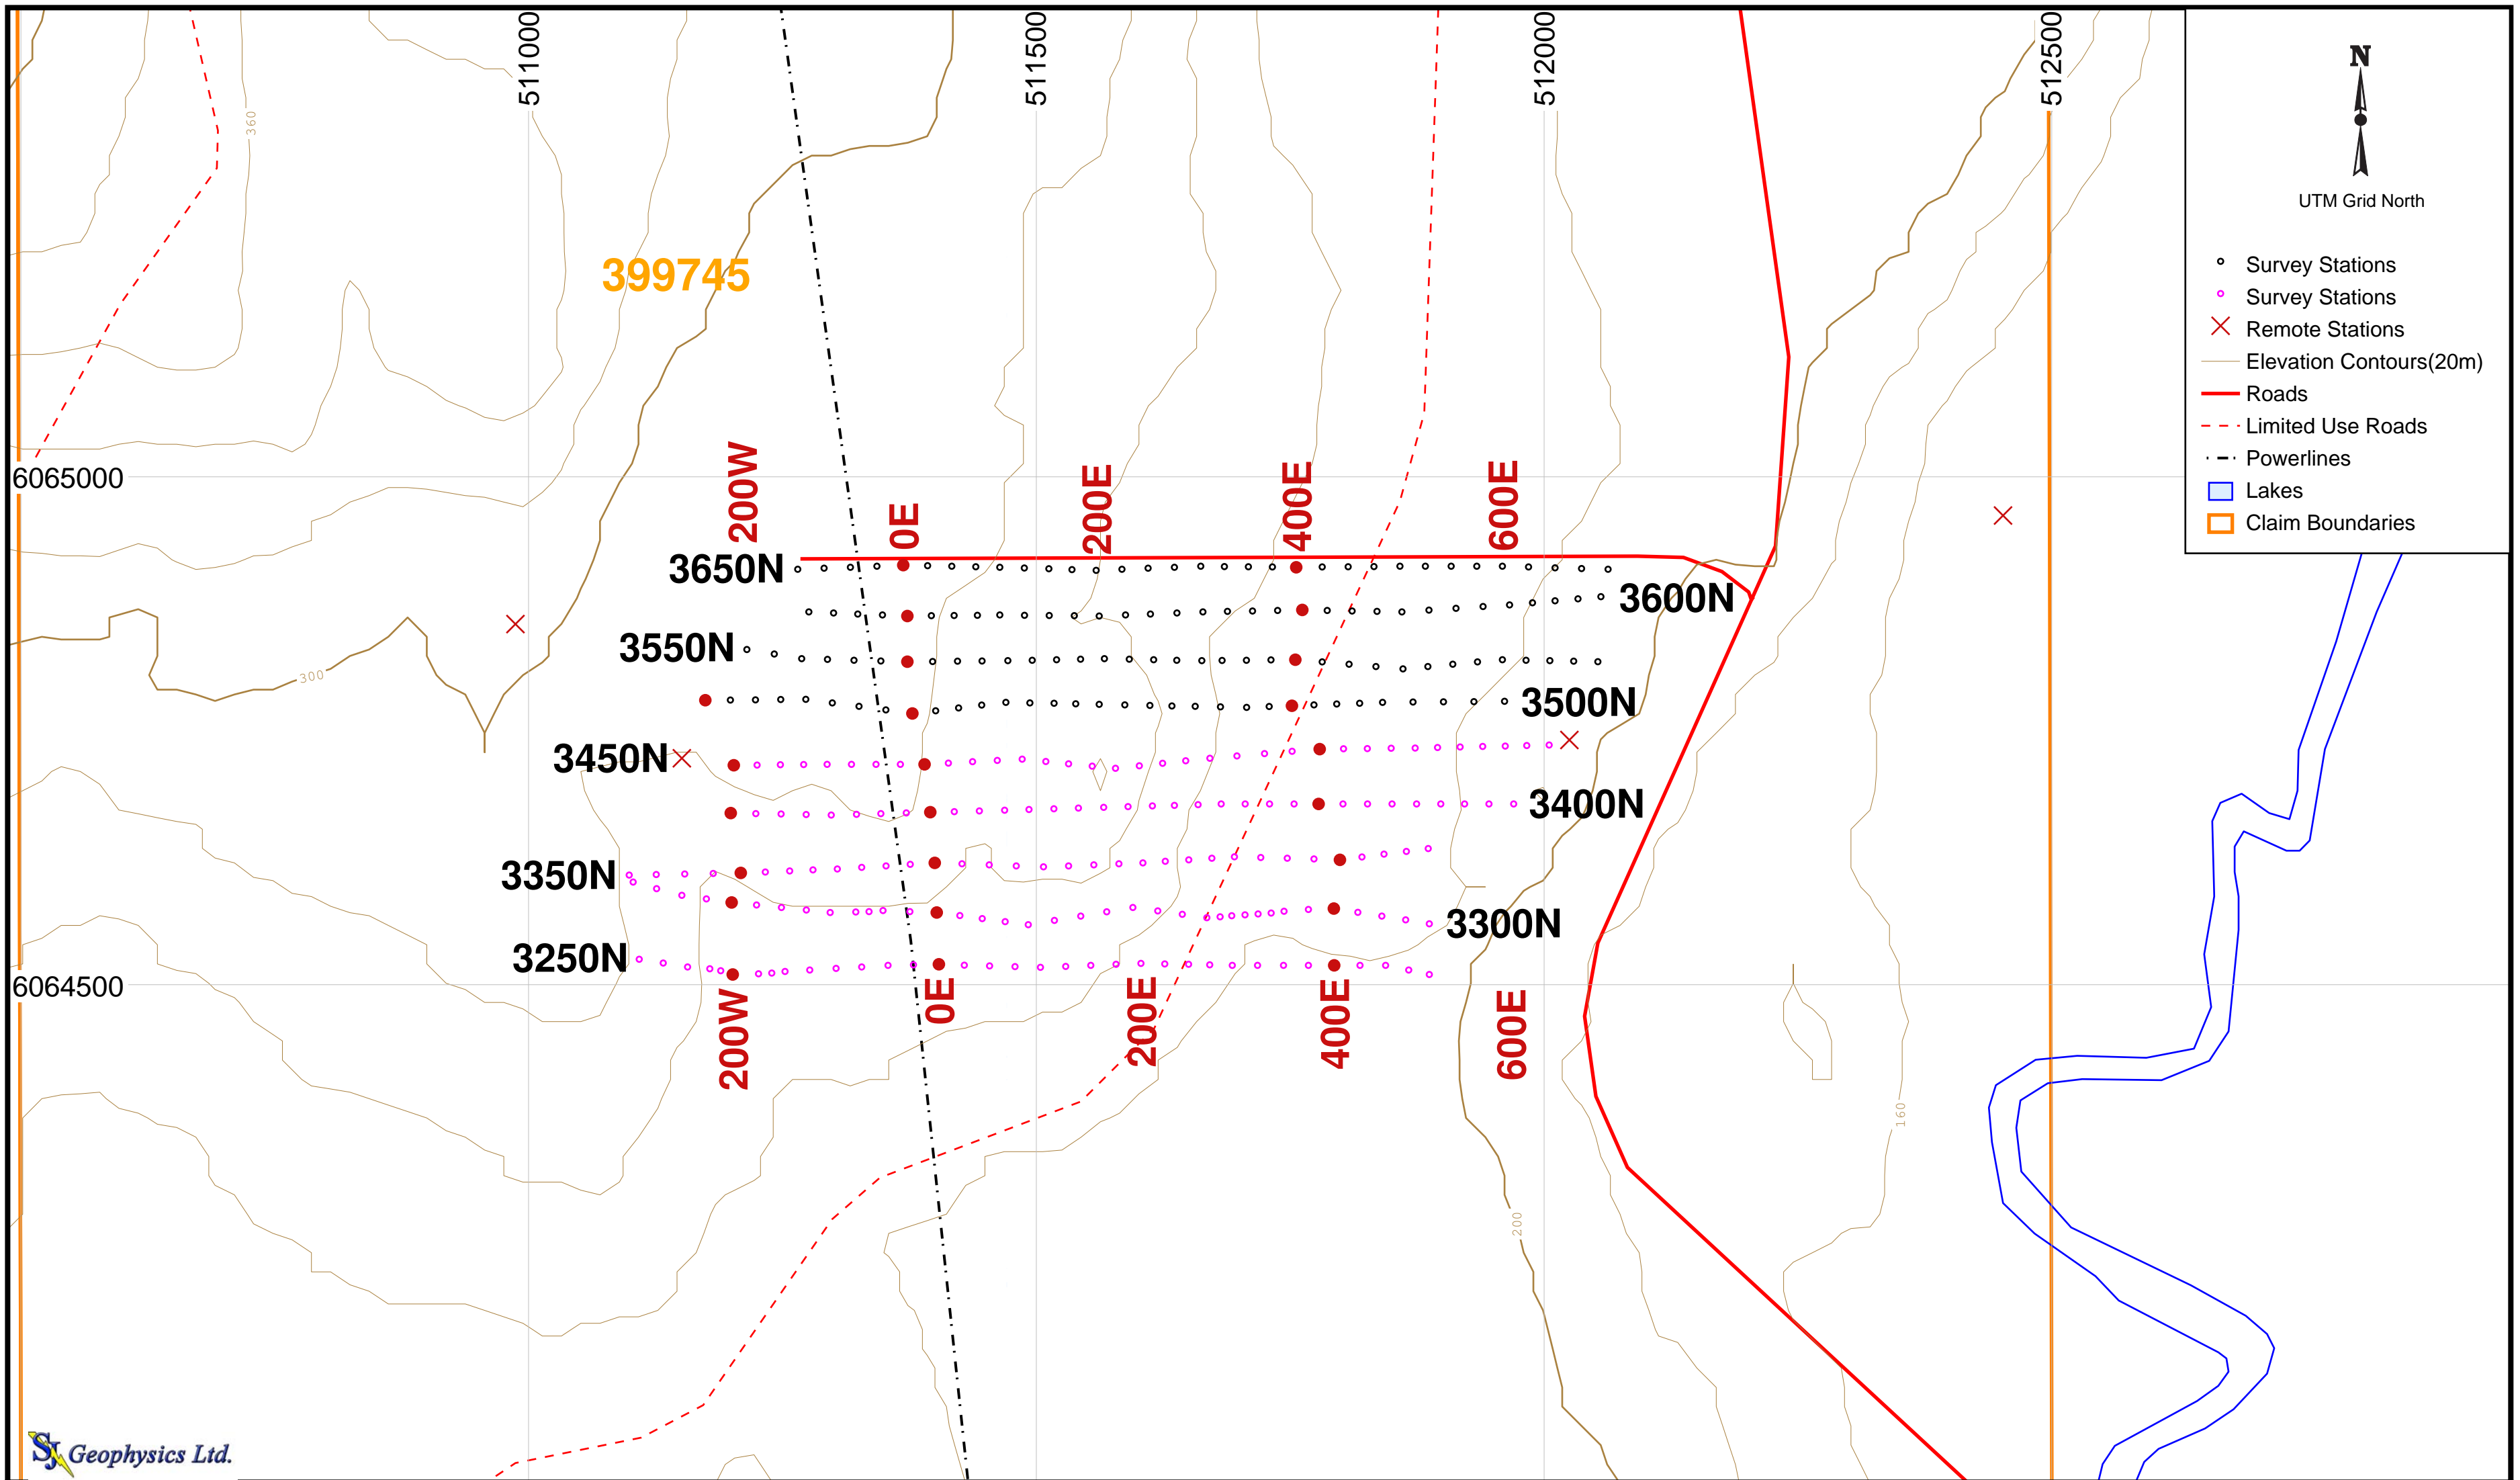 511000
511500
512000
512500
N
UTM Grid North
Survey Stations
Survey Stations
Remote Stations
Elevation Contours(20m)
Roads
Limited Use Roads
Powerlines
Lakes
Claim Boundaries
360
399745
6065000
200W
0E
200E
400E
600E
3650N
3600N
3550N
300
3500N
3450N
3400N
3350N
3300N
3250N
6064500
200W
0E
200E
400E
600E
160
200
SJ Geophysics Ltd.